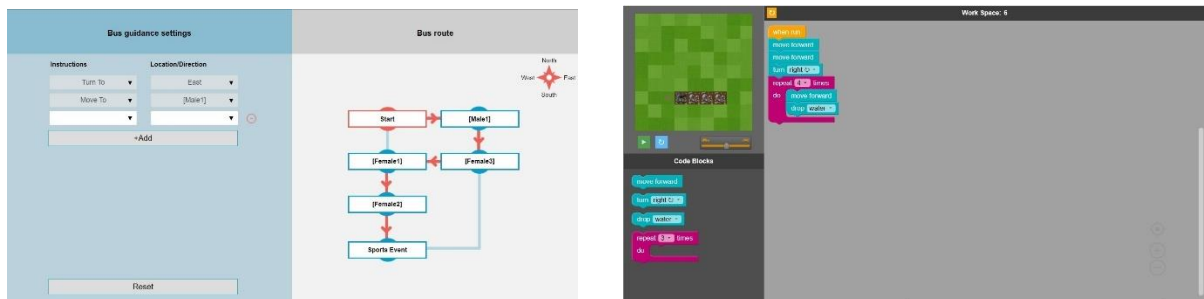 Bus guidance settings
Instructions Location/Direction
Turn To East
Move To [Male1]
+Add
Reset
Bus route
North
West East
South
Start [Male1]
[Female1] [Female3]
[Female2]
Sports Event
Code Blocks
move forward
turn right
drop water
repeat 3 times
do
Work Space: 6
when run
move forward
move forward
turn right
repeat 4 times
do move forward
drop water